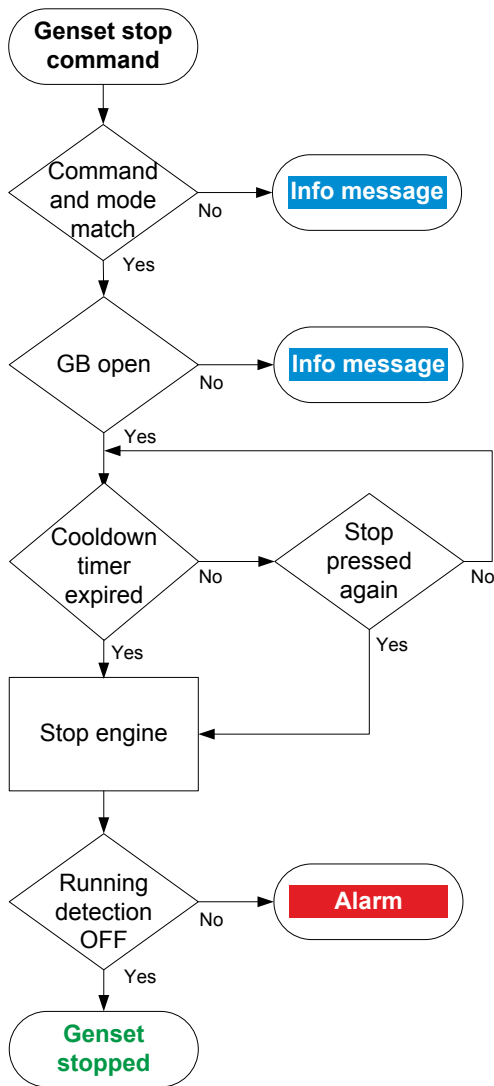 Genset stop
command
Command
and mode
match
No
Info message
Yes
GB open
No
Info message
Yes
Cooldown
timer
expired
No
Stop
pressed
again
No
Yes
Yes
Stop engine
Running
detection
OFF
No
Alarm
Yes
Genset
stopped